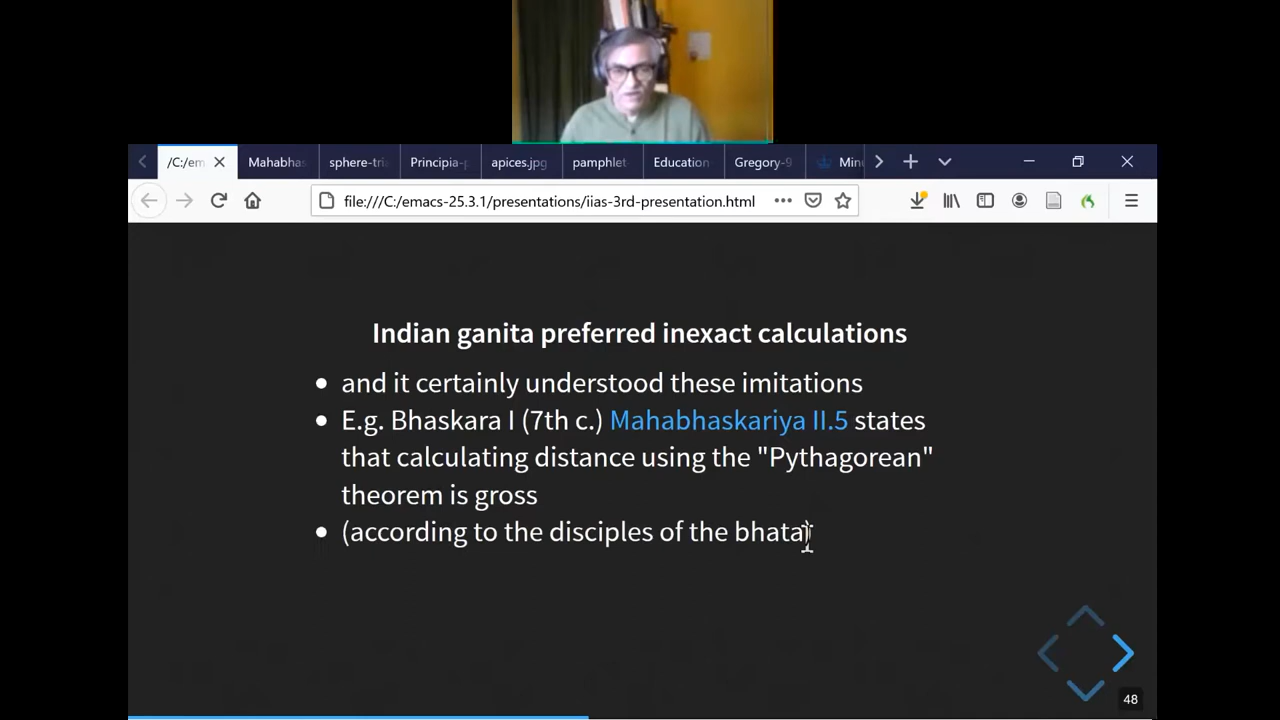 /C:/em
Mahabhas
sphere-tria
Principia-p
apices.jpg
pamphlet-
Education
Gregory-9
Min
file:///C:/emacs-25.3.1/presentations/iias-3rd-presentation.html
Indian ganita preferred inexact calculations
and it certainly understood these imitations
E.g. Bhaskara I (7th c.) Mahabhaskariya II.5 states
that calculating distance using the "Pythagorean"
theorem is gross
(according to the disciples of the bhata)
48